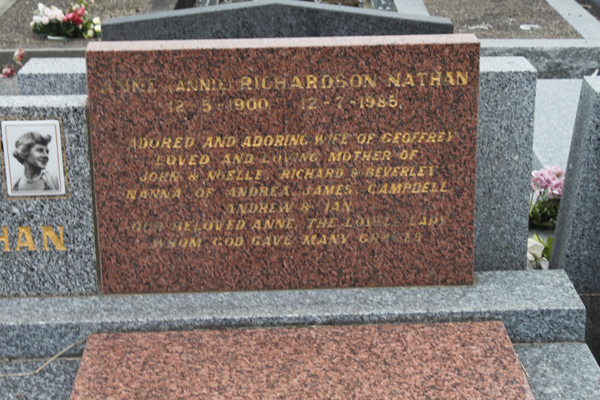 ANNE (ANNIE) RICHARDSON NATHAN
12-5-1900 12-7-1985
ADORED AND ADORING WIFE OF GEOFFREY
LOVED AND LOVING MOTHER OF
JOHN & NOELLE, RICHARD & BEVERLEY
NANNA OF ANDREA, JAMES, CAMPBELL
ANDREW & IAN
OUR BELOVED ANNE THE LOVELY LADY
WHOM GOD GAVE MANY GRACES
HAN